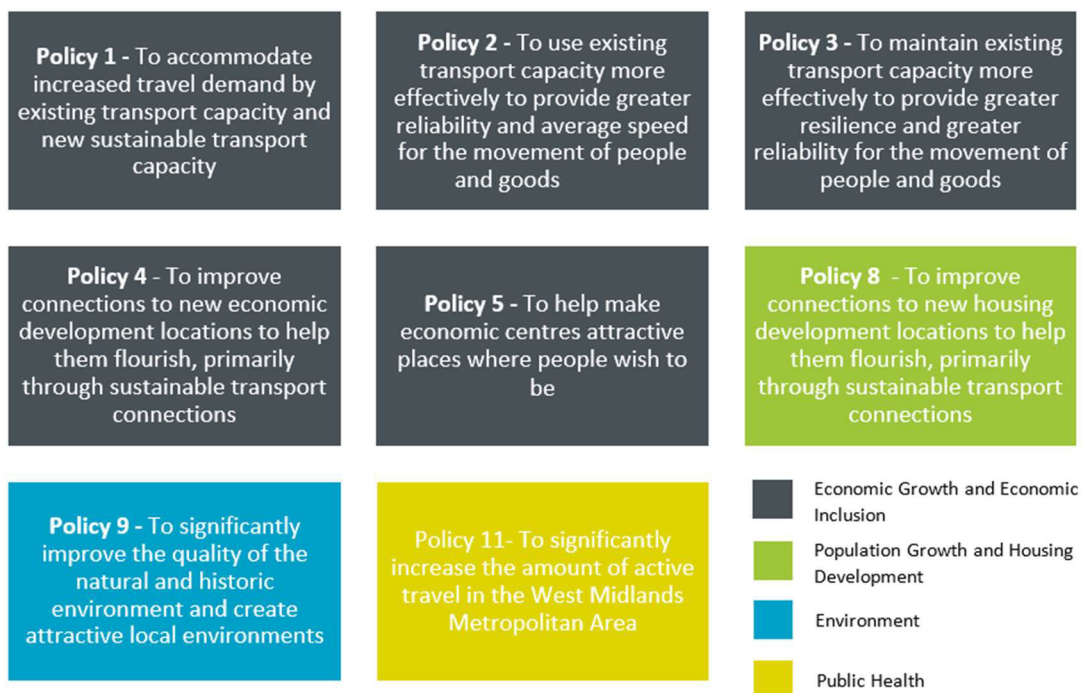 Policy 1 - To accommodate
increased travel demand by
existing transport capacity and
new sustainable transport
capacity
Policy 2 - To use existing
transport capacity more
effectively to provide greater
reliability and average speed
for the movement of people
and goods
Policy 3 - To maintain existing
transport capacity more
effectively to provide greater
resilience and greater
reliability for the movement of
people and goods
Policy 4 - To improve
connections to new economic
development locations to help
them flourish, primarily
through sustainable transport
connections
Policy 5 - To help make
economic centres attractive
places where people wish to
be
Policy 8 - To improve
connections to new housing
development locations to help
them flourish, primarily
through sustainable transport
connections
Policy 9 - To significantly
improve the quality of the
natural and historic
environment and create
attractive local environments
Policy 11- To significantly
increase the amount of active
travel in the West Midlands
Metropolitan Area
Economic Growth and Economic
Inclusion
Population Growth and Housing
Development
Environment
Public Health